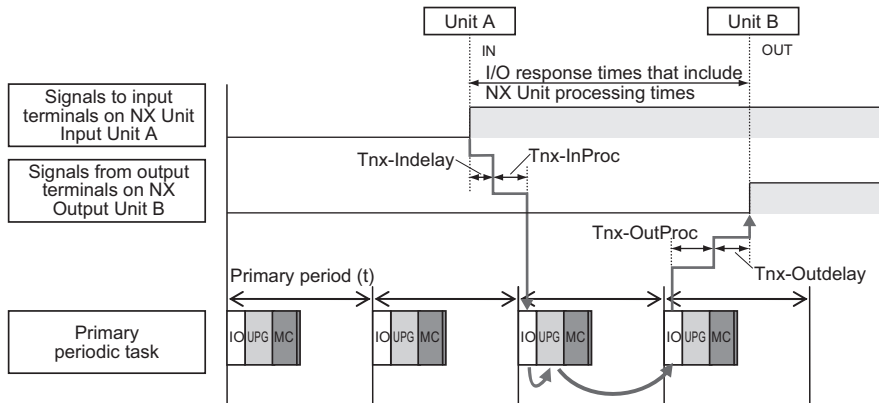 Unit A
Unit B
IN
OUT
I/O response times that include
NX Unit processing times
Signals to input
terminals on NX Unit
Input Unit A
Tnx-Indelay
Tnx-InProc
Signals from output
terminals on NX
Output Unit B
Tnx-OutProc
Tnx-Outdelay
Primary period (t)
Primary
periodic task
IO UPG MC
IO UPG MC
IO UPG MC
IO UPG MC